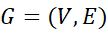 𝐺 = (𝑉, 𝐸)